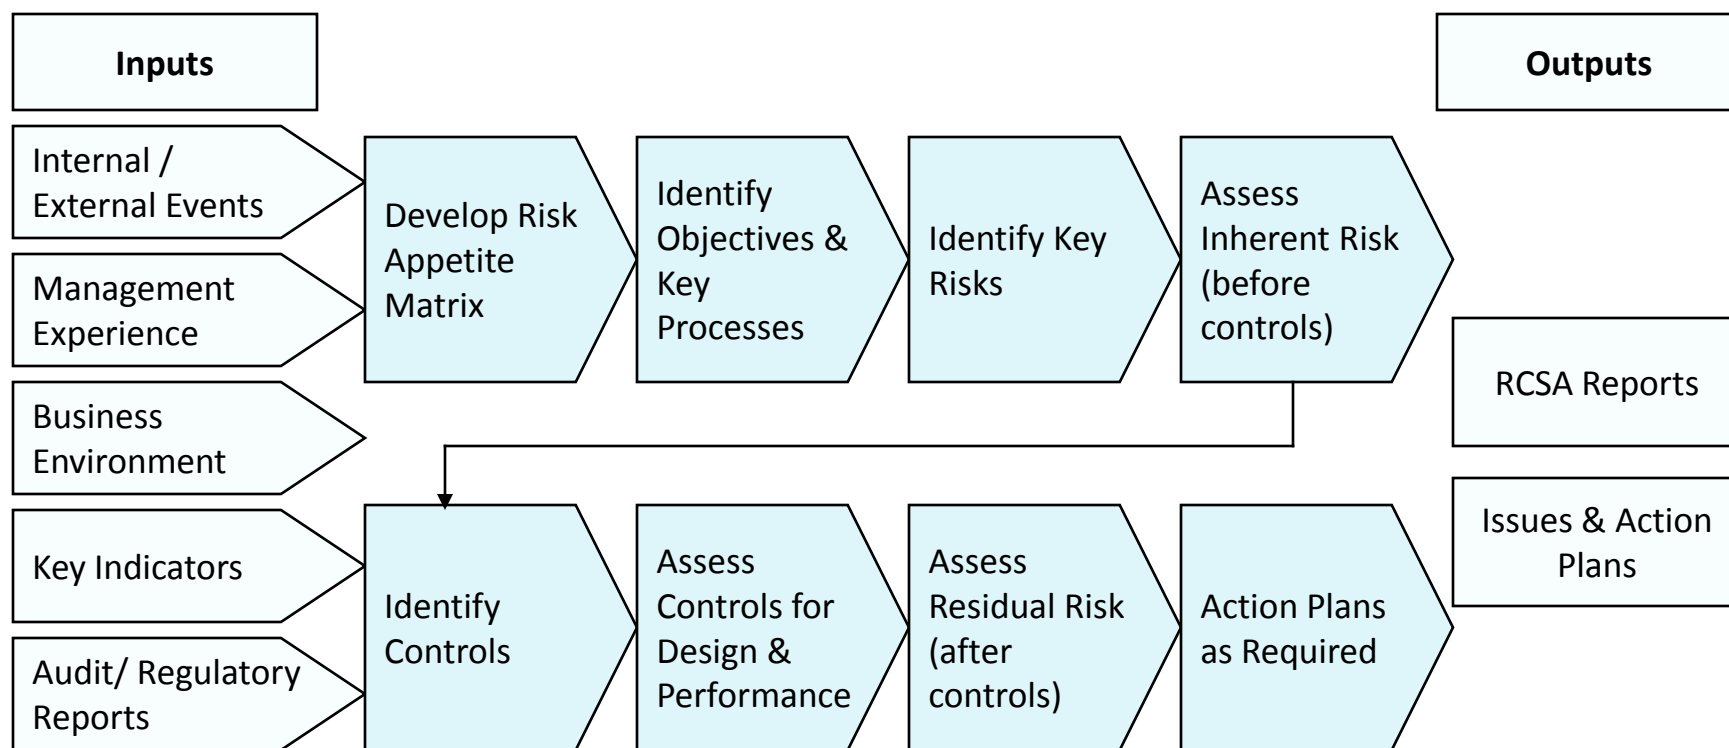 Inputs
Outputs
Internal /
External Events
Management
Experience
Business
Environment
Key Indicators
Audit/ Regulatory
Reports
Develop Risk
Appetite
Matrix
Identify
Objectives &
Key
Processes
Identify Key
Risks
Assess
Inherent Risk
(before
controls)
Identify
Controls
Assess
Controls for
Design &
Performance
Assess
Residual Risk
(after
controls)
Action Plans
as Required
RCSA Reports
Issues & Action
Plans